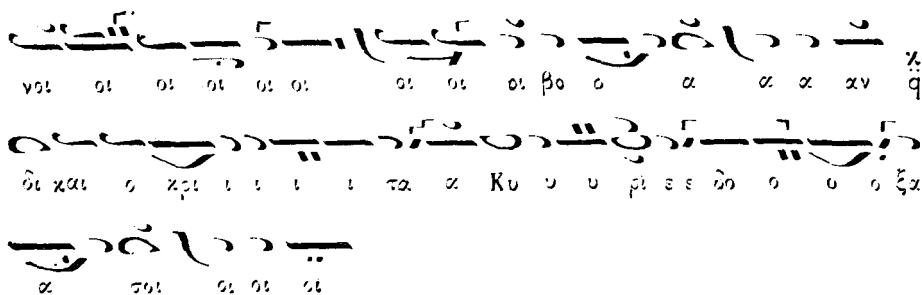 νοι οι οι οι οι οι οι οι οι βο ο α α α αν
δι και ο κρι ι ι ι ι τα α Κυ υ υ ρι ε ε δο ο ο ο ξα
α σοι οι οι οι